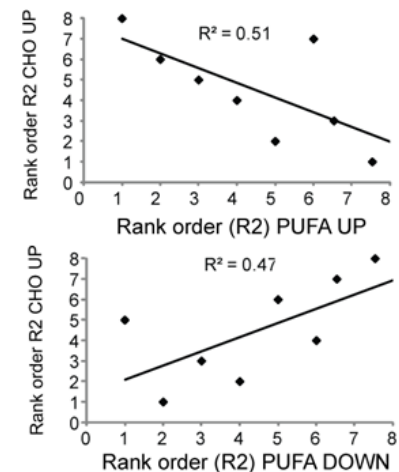 Rank order R2 CHO UP
8
7
6
5
4
3
2
1
0
R² = 0.51
0 1 2 3 4 5 6 7 8
Rank order (R2) PUFA UP
Rank order R2 CHO UP
8
7
6
5
4
3
2
1
0
R² = 0.47
0 1 2 3 4 5 6 7 8
Rank order (R2) PUFA DOWN